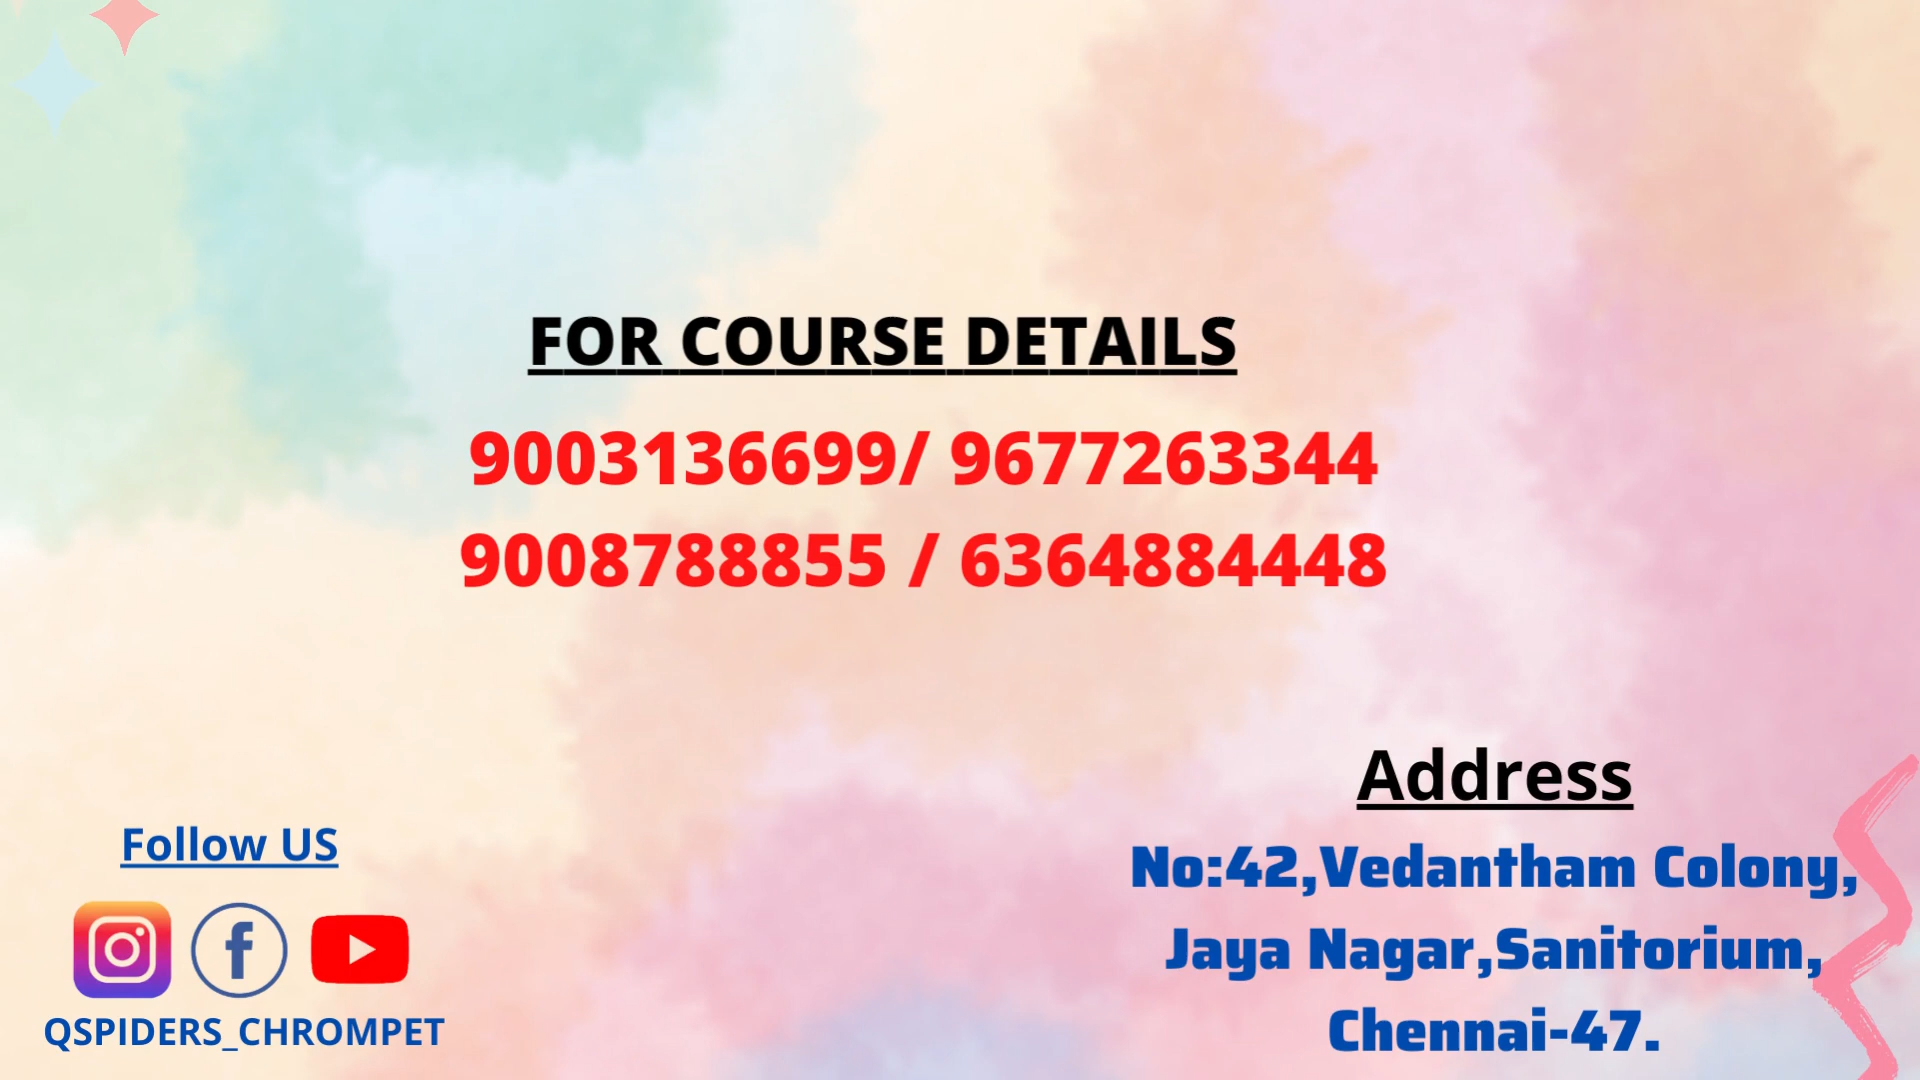 FOR COURSE DETAILS
9003136699/ 9677263344
9008788855 / 6364884448
Follow US
QSPIDERS_CHROMPET
Address
No:42,Vedantham Colony,
Jaya Nagar,Sanitorium,
Chennai-47.